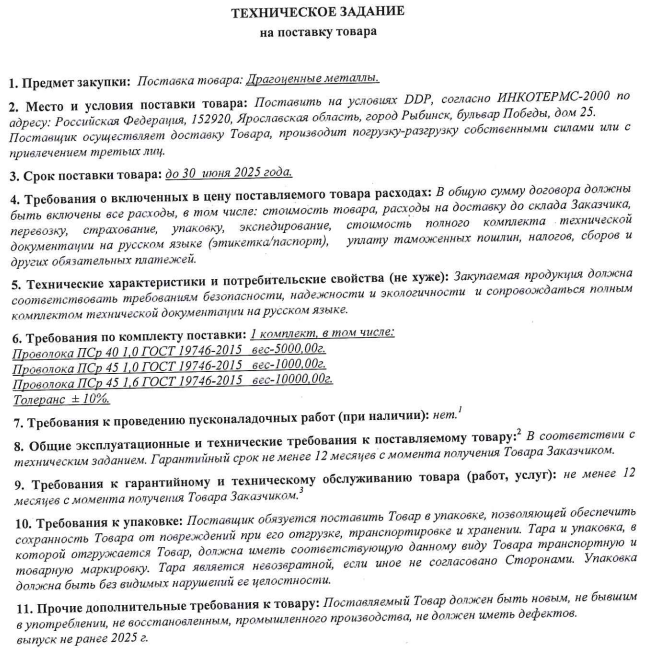 ТЕХНИЧЕСКОЕ ЗАДАНИЕ
на поставку товара
1. Предмет закупки: Поставка товара: Драгоценные металлы.
2. Место и условия поставки товара: Поставить на условиях DDP, согласно ИНКОТЕРМС-2000 по
адресу: Российская Федерация, 152920, Ярославская область, город Рыбинск, бульвар Победы, дом 25.
Поставщик осуществляет доставку Товара, производит погрузку-разгрузку собственными силами или с
привлечением третьих лиц.
3. Срок поставки товара: до 30 июня 2025 года.
4. Требования о включенных в цену поставляемого товара расходах: В общую сумму договора должны
быть включены все расходы, в том числе: стоимость товара, расходы на доставку до склада Заказчика,
перевозку, страхование, упаковку, экспедирование, стоимость полного комплекта технической
документации на русском языке (этикетка/паспорт), уплату таможенных пошлин, налогов, сборов и
других обязательных платежей.
5. Технические характеристики и потребительские свойства (не хуже): Закупаемая продукция должна
соответствовать требованиям безопасности, надежности и экологичности и сопровождаться полным
комплектом технической документации на русском языке.
6. Требования по комплекту поставки: 1 комплект, в том числе:
Проволока ПСр 40 1,0 ГОСТ 19746-2015 вес-5000,00г.
Проволока ПСр 45 1,0 ГОСТ 19746-2015 вес-1000,00г.
Проволока ПСр 45 1,6 ГОСТ 19746-2015 вес-10000,00г.
Толеранс ± 10%.
7. Требования к проведению пусконаладочных работ (при наличии): нет.¹
8. Общие эксплуатационные и технические требования к поставляемому товару:² В соответствии с
техническим заданием. Гарантийный срок не менее 12 месяцев с момента получения Товара Заказчиком.
9. Требования к гарантийному и техническому обслуживанию товара (работ, услуг): не менее 12
месяцев с момента получения Товара Заказчиком.³
10. Требования к упаковке: Поставщик обязуется поставить Товар в упаковке, позволяющей обеспечить
сохранность Товара от повреждений при его отгрузке, транспортировке и хранении. Тара и упаковка, в
которой отгружается Товар, должна иметь соответствующую данному виду Товара транспортную и
товарную маркировку. Тара является невозвратной, если иное не согласовано Сторонами. Упаковка
должна быть без видимых нарушений ее целостности.
11. Прочие дополнительные требования к товару: Поставляемый Товар должен быть новым, не бывшим
в употреблении, не восстановленным, промышленного производства, не должен иметь дефектов.
выпуск не ранее 2025 г.